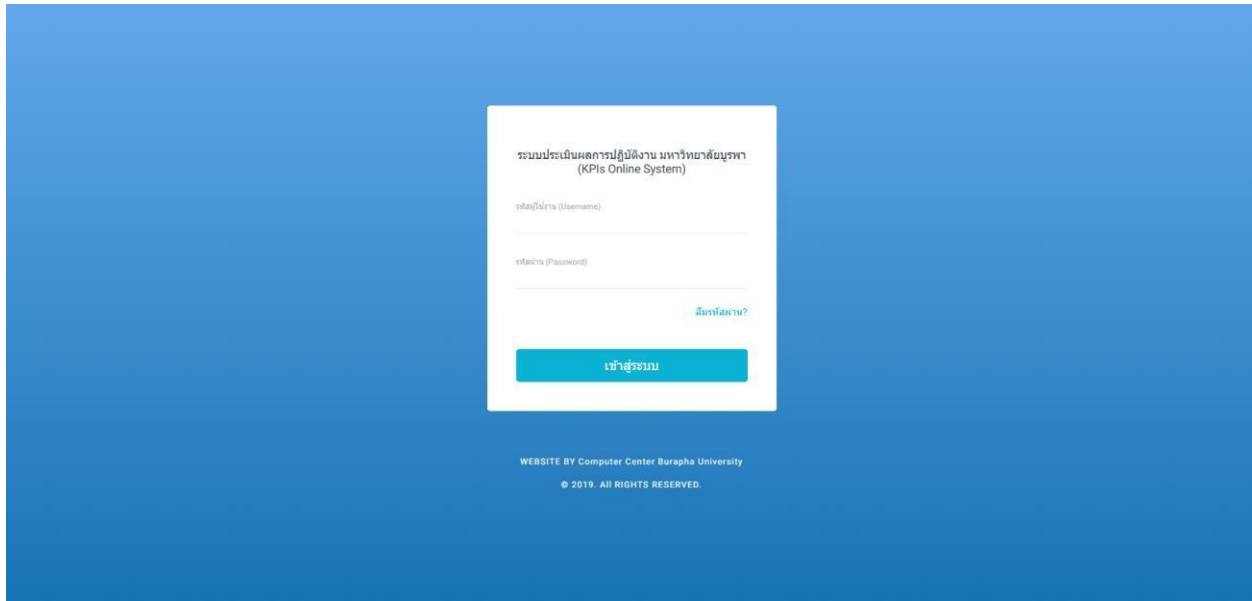 ระบบประเมินผลการปฏิบัติงาน มหาวิทยาลัยบูรพา
(KPIs Online System)
รหัสผู้ใช้งาน (Username)
รหัสผ่าน (Password)
ลืมรหัสผ่าน?
เข้าสู่ระบบ
WEBSITE BY Computer Center Burapha University
© 2019. All RIGHTS RESERVED.